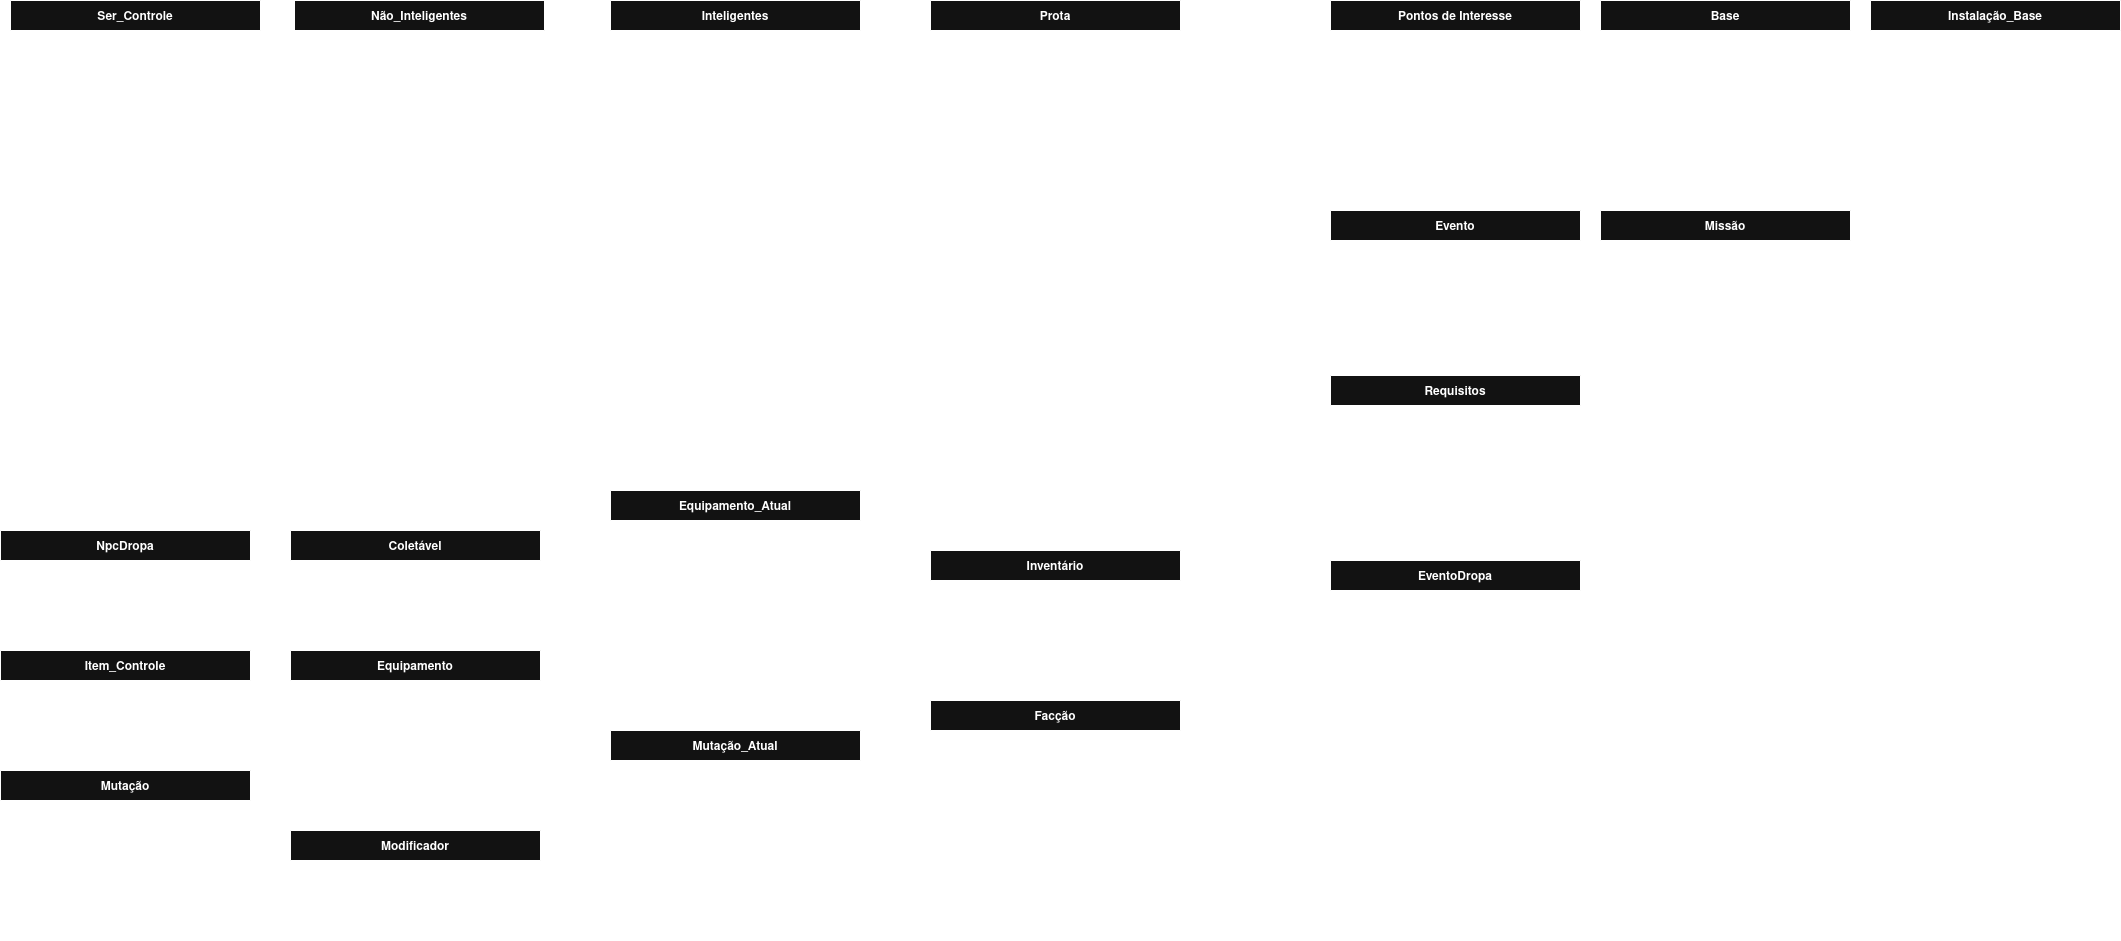 Ser_Controle
Não_Inteligentes
Inteligentes
Prota
Pontos de Interesse
Base
Instalação_Base
Evento
Missão
Requisitos
Equipamento_Atual
NpcDropa
Coletável
Inventário
EventoDropa
Item_Controle
Equipamento
Facção
Mutação_Atual
Mutação
Modificador